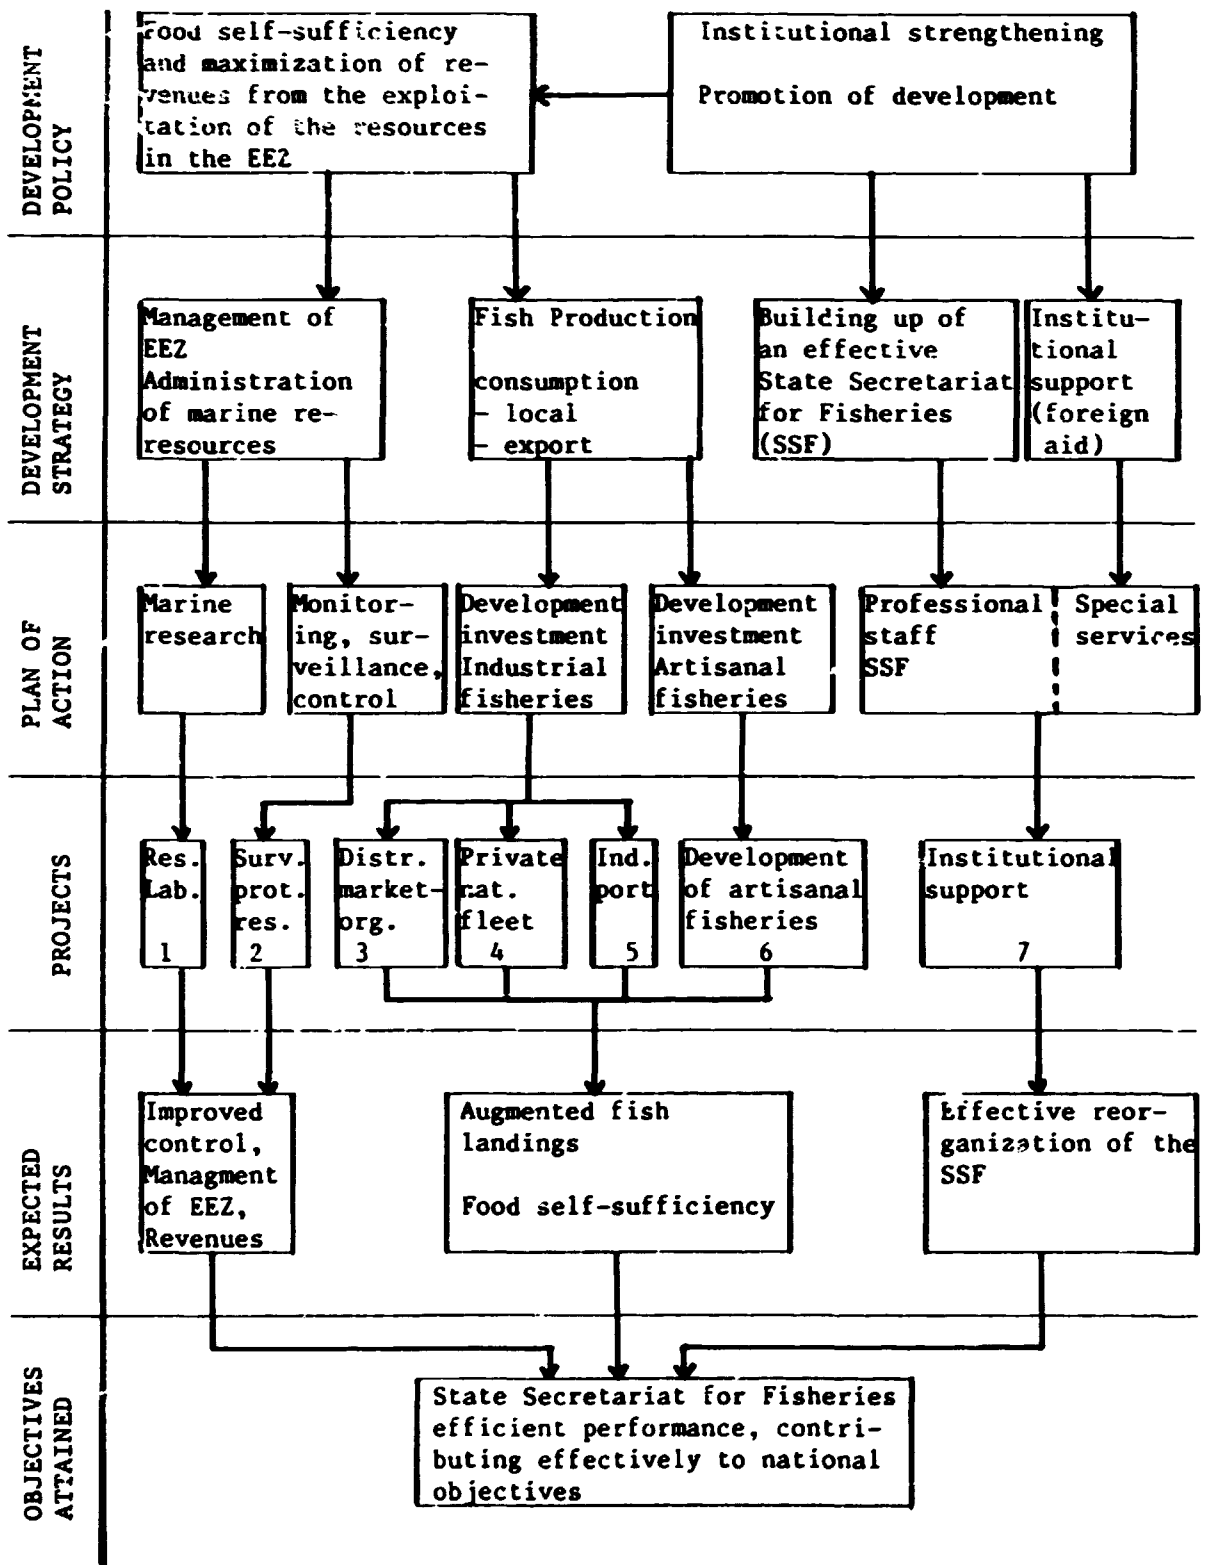 DEVELOPMENT
POLICY
Food self-sufficiency
and maximization of re-
venues from the exploi-
tation of the resources
in the EEZ
Institutional strengthening
Promotion of development
DEVELOPMENT
STRATEGY
Management of
EEZ
Administration
of marine re-
resources
Fish Production
consumption
- local
- export
Building up of
an effective
State Secretariat
for Fisheries
(SSF)
Institu-
tional
support
(foreign
aid)
PLAN OF
ACTION
Marine
research
Monitor-
ing, sur-
veillance,
control
Development
investment
Industrial
fisheries
Development
investment
Artisanal
fisheries
Professional
staff
SSF
Special
services
PROJECTS
Res.
Lab.
1
Surv.
prot.
res.
2
Distr.
market-
org.
3
Private
nat.
fleet
4
Ind.
port
5
Development
of artisanal
fisheries
6
Institutional
support
7
EXPECTED
RESULTS
Improved
control,
Managment
of EEZ,
Revenues
Augmented fish
landings
Food self-sufficiency
Effective reor-
ganization of the
SSF
OBJECTIVES
ATTAINED
State Secretariat for Fisheries
efficient performance, contri-
buting effectively to national
objectives